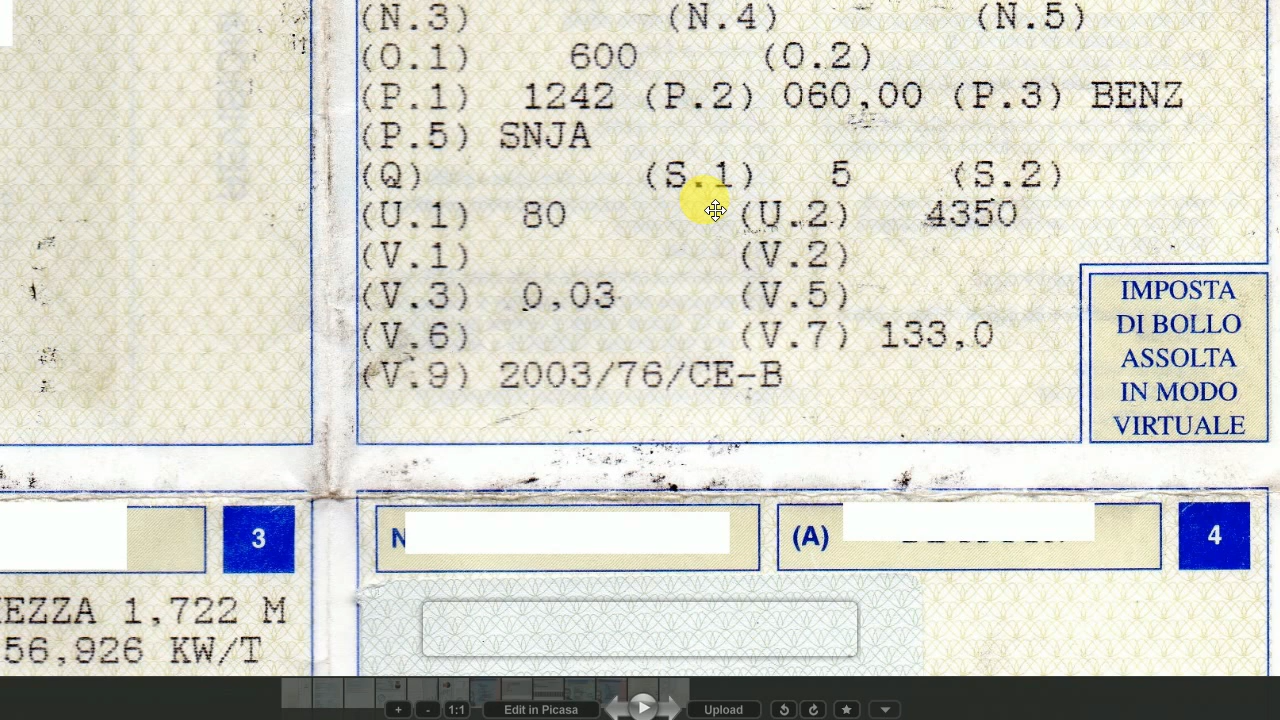 (N.3) (N.4) (N.5)
(O.1) 600 (O.2)
(P.1) 1242 (P.2) 060,00 (P.3) BENZ
(P.5) SNJA
(Q) (S.1) 5 (S.2)
(U.1) 80 (U.2) 4350
(V.1) (V.2)
(V.3) 0,03 (V.5)
(V.6) (V.7) 133,0
(V.9) 2003/76/CE-B
IMPOSTA
DI BOLLO
ASSOLTA
IN MODO
VIRTUALE
3
N
(A)
4
EZZA 1,722 M
56,926 KW/T
+ - 1:1 Edit in Picasa Upload